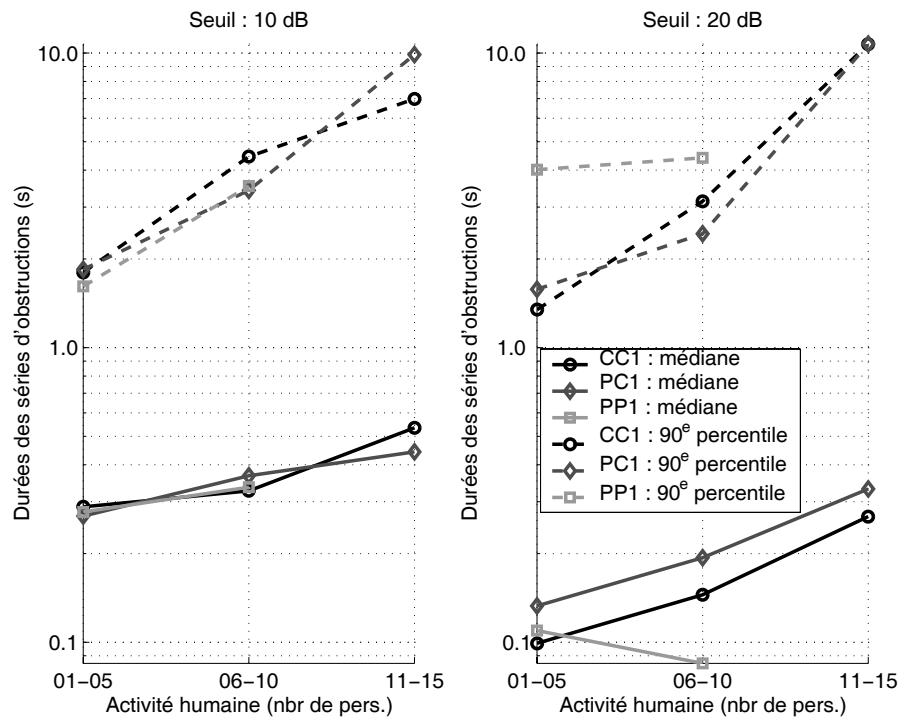 Seuil : 10 dB
Durées des séries d'obstructions (s)
10.0
1.0
0.1
01−05
06−10
11−15
Activité humaine (nbr de pers.)
Seuil : 20 dB
Durées des séries d'obstructions (s)
10.0
1.0
0.1
CC1 : médiane
PC1 : médiane
PP1 : médiane
CC1 : 90e percentile
PC1 : 90e percentile
PP1 : 90e percentile
01−05
06−10
11−15
Activité humaine (nbr de pers.)